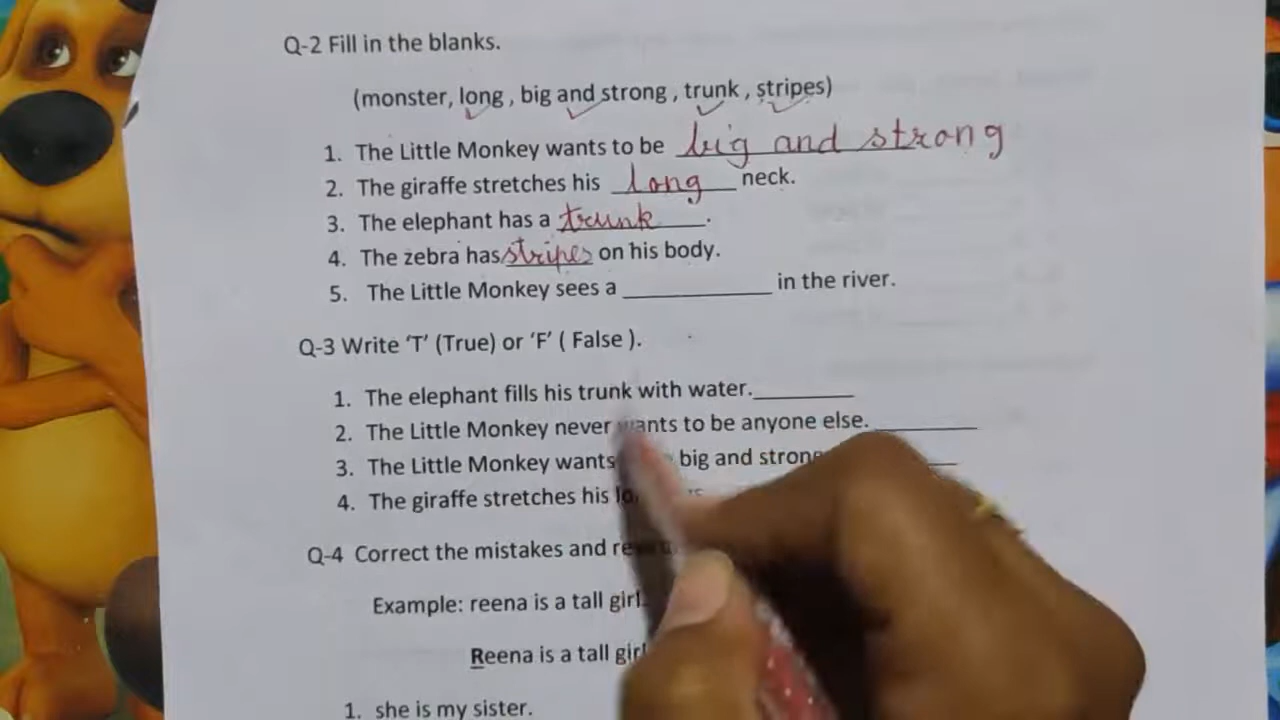 Q-2 Fill in the blanks.
(monster, long , big and strong , trunk , stripes)
1. The Little Monkey wants to be big and strong
2. The giraffe stretches his long neck.
3. The elephant has a trunk.
4. The zebra has stripes on his body.
5. The Little Monkey sees a __________ in the river.
Q-3 Write ‘T’ (True) or ‘F’ ( False ).
1. The elephant fills his trunk with water.________
2. The Little Monkey never wants to be anyone else. ________
3. The Little Monkey wants big and strong
4. The giraffe stretches his
Q-4 Correct the mistakes and
Example: reena is a tall girl.
Reena is a tall girl
1. she is my sister.